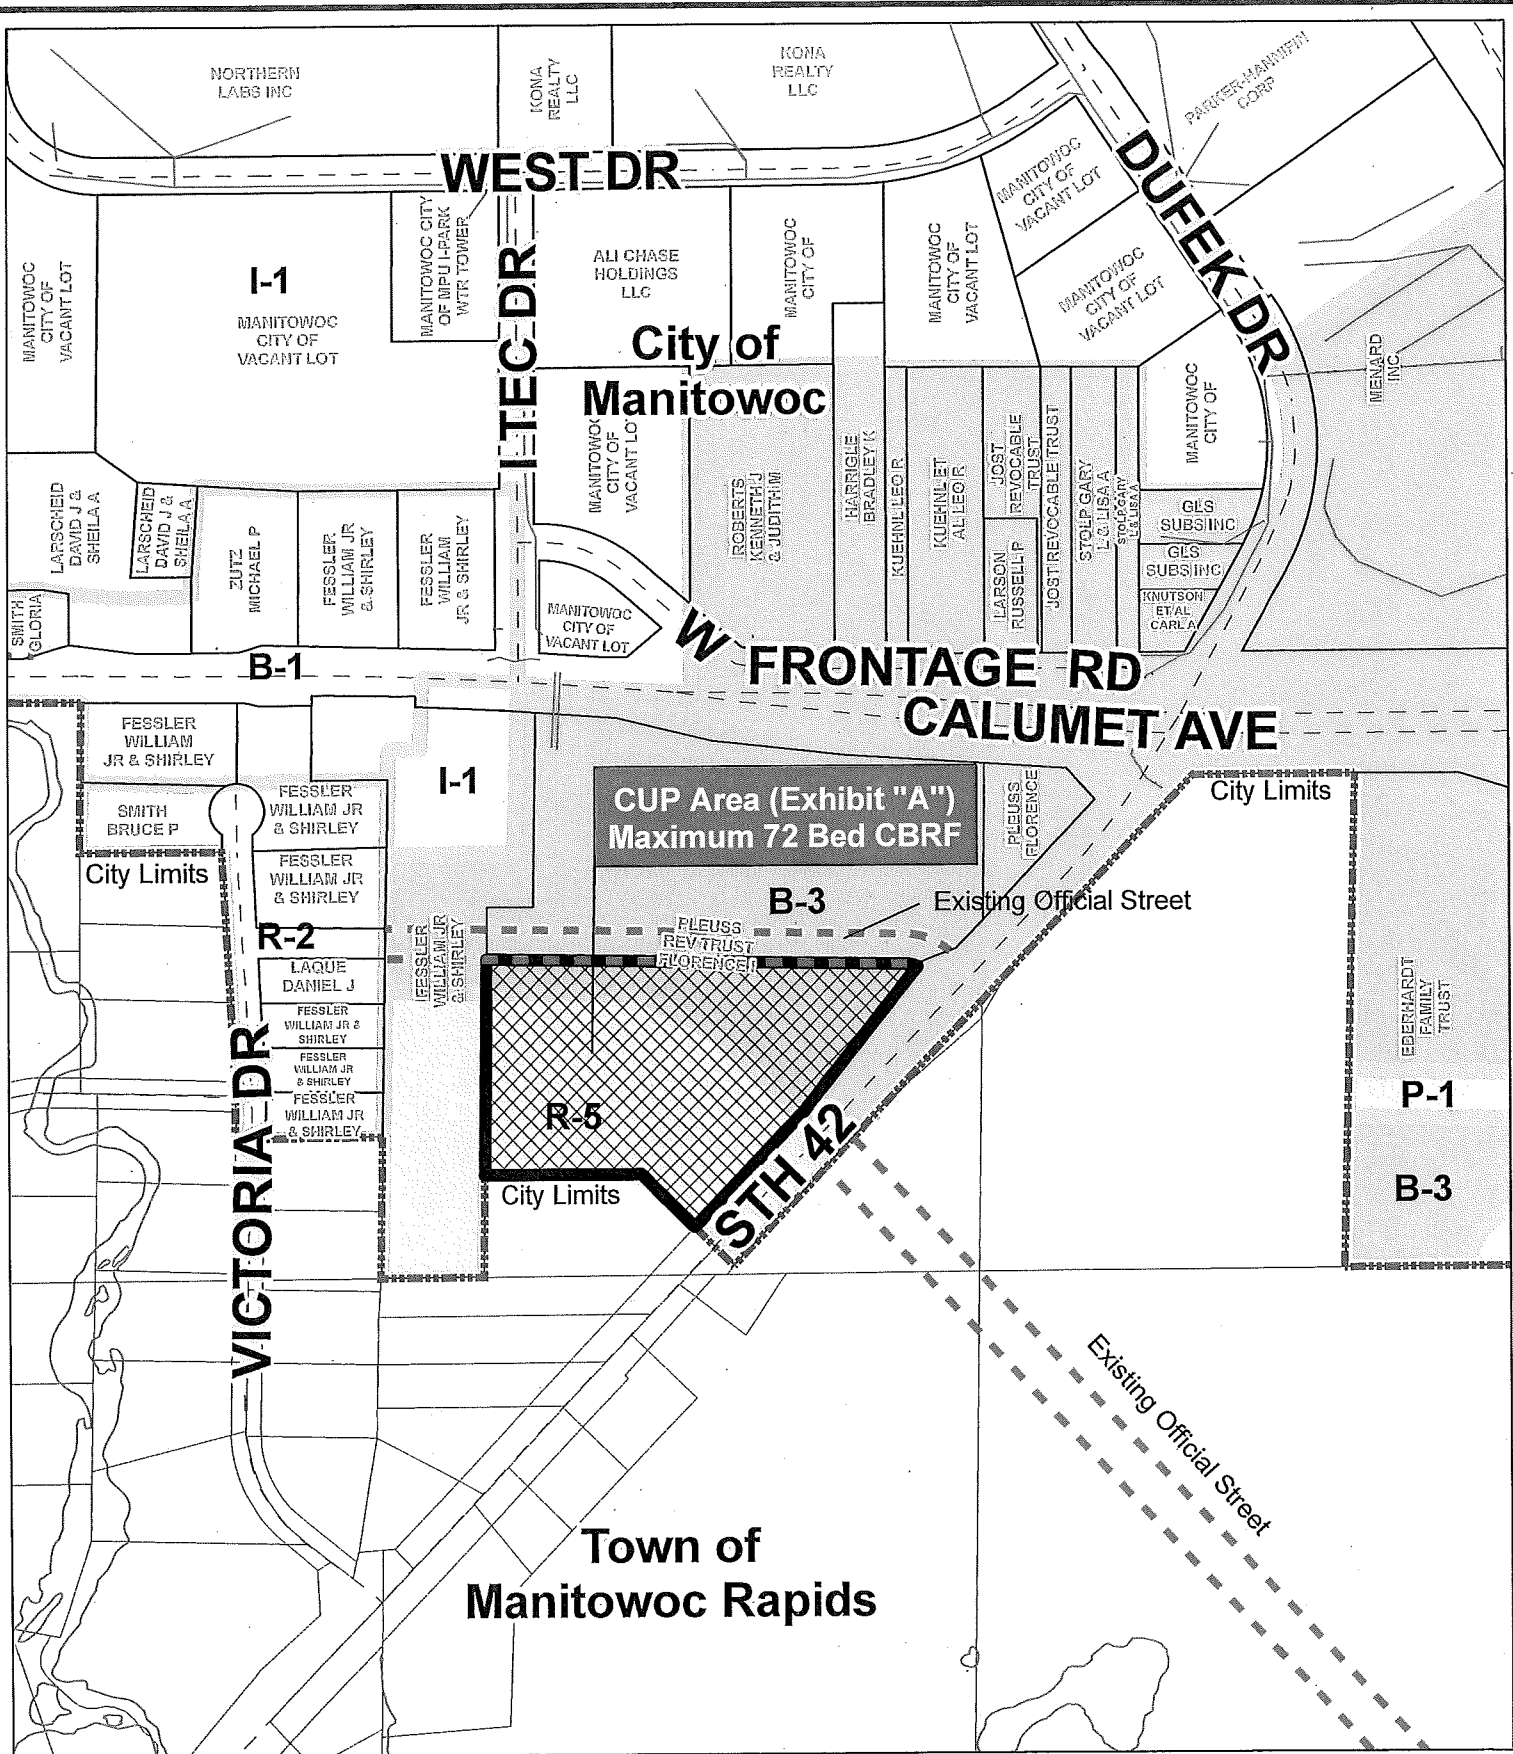 NORTHERN
LABS INC
KONA
REALTY
LLC
KONA
REALTY
LLC
PARKER-HANNIFIN
CORP
WEST DR
DUFEK DR
MANITOWOC
CITY OF
VACANT LOT
I-1
MANITOWOC
CITY OF
VACANT LOT
MANITOWOC CITY
OF MPU I-PARK
WTR TOWER
I-TEC DR
ALI CHASE
HOLDINGS
LLC
MANITOWOC
CITY OF
MANITOWOC
CITY OF
VACANT LOT
MANITOWOC
CITY OF
VACANT LOT
MANITOWOC
CITY OF
VACANT LOT
City of
Manitowoc
MANITOWOC
CITY OF
MENARD
INC
MANITOWOC
CITY OF
VACANT LOT
LARSCHEID
DAVID J &
SHEILA A
LARSCHEID
DAVID J &
SHEILA A
ZUTZ
MICHAEL P
FESSLER
WILLIAM JR
& SHIRLEY
FESSLER
WILLIAM
JR & SHIRLEY
ROBERTS
KENNETH J
& JUDITH M
HARRIGLE
BRADLEY K
KUEHNL LEO R
KUEHNL ET
AL LEO R
JOST
REVOCABLE
TRUST
LARSON
RUSSELL P
JOST REVOCABLE TRUST
STOLP GARY
L & LISA A
STOLP GARY
L & LISA A
GLS
SUBS INC
GLS
SUBS INC
KNUTSON
ET AL
CARL A
SMITH
GLORIA
MANITOWOC
CITY OF
VACANT LOT
B-1
W FRONTAGE RD
CALUMET AVE
FESSLER
WILLIAM
JR & SHIRLEY
SMITH
BRUCE P
City Limits
FESSLER
WILLIAM JR
& SHIRLEY
FESSLER
WILLIAM JR
& SHIRLEY
I-1
CUP Area (Exhibit "A")
Maximum 72 Bed CBRF
PLEUSS
FLORENCE
City Limits
B-3
Existing Official Street
R-2
LAQUE
DANIEL J
FESSLER
WILLIAM JR &
SHIRLEY
FESSLER
WILLIAM JR
& SHIRLEY
FESSLER
WILLIAM JR
& SHIRLEY
FESSLER
WILLIAM JR
& SHIRLEY
PLEUSS
REV TRUST
FLORENCE I
EBERHARDT
FAMILY
TRUST
P-1
B-3
R-5
City Limits
STH 42
VICTORIA DR
Existing Official Street
Town of
Manitowoc Rapids